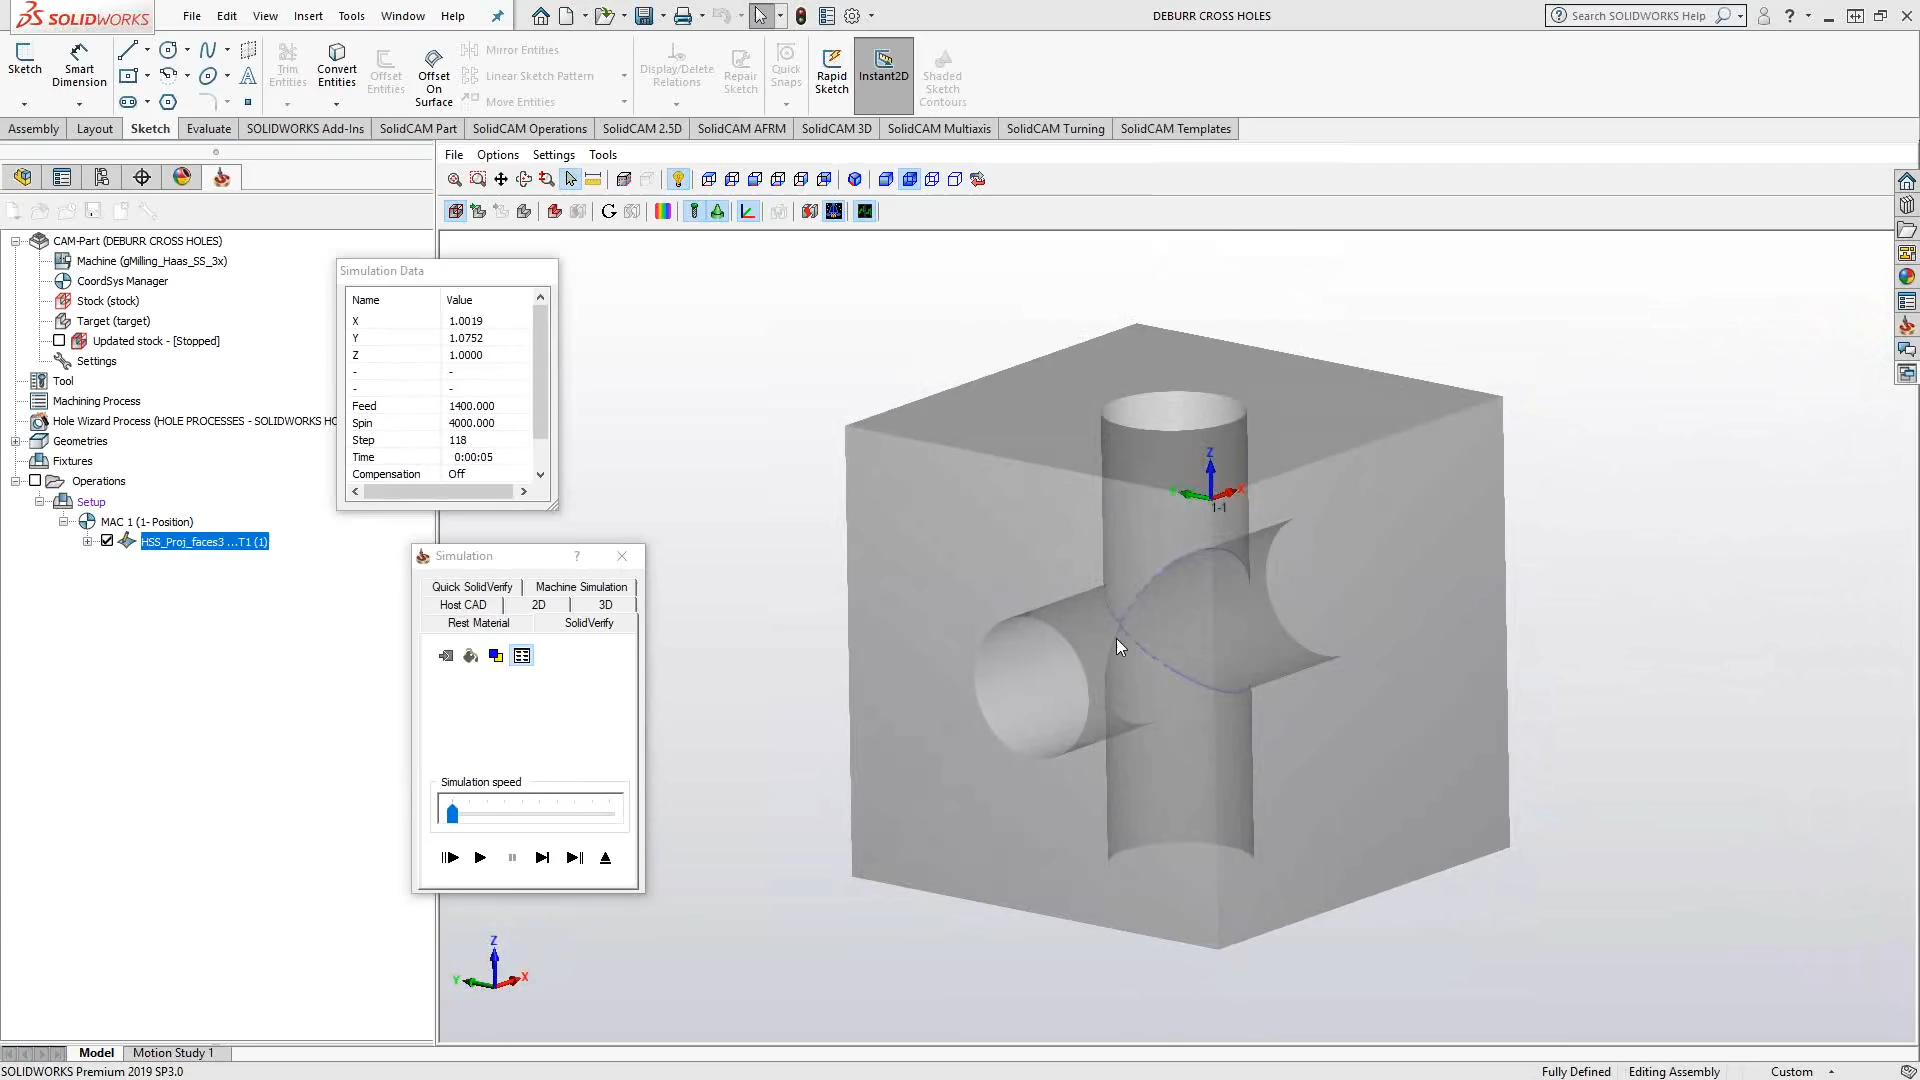 SOLIDWORKS File Edit View Insert Tools Window Help DEBURR CROSS HOLES Search SOLIDWORKS Help
Sketch Smart Dimension Trim Entities Convert Entities Offset Entities Offset On Surface Mirror Entities Linear Sketch Pattern Move Entities Display/Delete Relations Repair Sketch Quick Snaps Rapid Sketch Instant2D Shaded Sketch Contours
Assembly Layout Sketch Evaluate SOLIDWORKS Add-Ins SolidCAM Part SolidCAM Operations SolidCAM 2.5D SolidCAM AFRM SolidCAM 3D SolidCAM Multiaxis SolidCAM Turning SolidCAM Templates
File Options Settings Tools
CAM-Part (DEBURR CROSS HOLES)
Machine (gMilling_Haas_SS_3x)
CoordSys Manager
Stock (stock)
Target (target)
Updated stock - [Stopped]
Settings
Tool
Machining Process
Hole Wizard Process (HOLE PROCESSES - SOLIDWORKS HO
Geometries
Fixtures
Operations
Setup
MAC 1 (1- Position)
HSS_Proj_faces3 ...T1 (1)
Simulation Data
Name Value
X 1.0019
Y 1.0752
Z 1.0000
- -
- -
Feed 1400.000
Spin 4000.000
Step 118
Time 0:00:05
Compensation Off
Simulation ?
Quick SolidVerify Machine Simulation
Host CAD 2D 3D
Rest Material SolidVerify
Simulation speed
Z
X
1-1
Z
Y X
Model Motion Study 1
SOLIDWORKS Premium 2019 SP3.0 Fully Defined Editing Assembly Custom